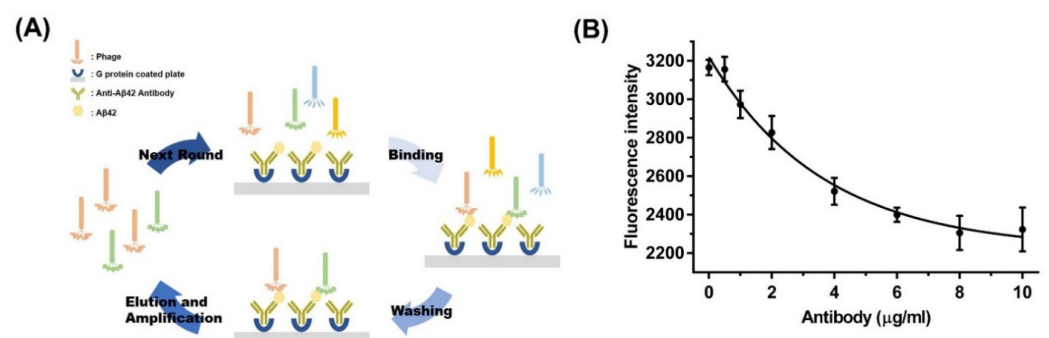 (A)
: Phage
: G protein coated plate
: Anti-Aβ42 Antibody
: Aβ42
Next Round
Binding
Elution and
Amplification
Washing
(B)
Fluorescence intensity
3200
3000
2800
2600
2400
2200
0 2 4 6 8 10
Antibody (μg/ml)